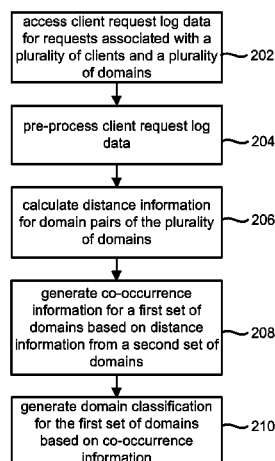 access client request log data
for requests associated with a
plurality of clients and a plurality
of domains
202
pre-process client request log
data
204
calculate distance information
for domain pairs of the plurality
of domains
206
generate co-occurrence
information for a first set of
domains based on distance
information from a second set of
domains
208
generate domain classification
for the first set of domains
based on co-occurrence
information
210